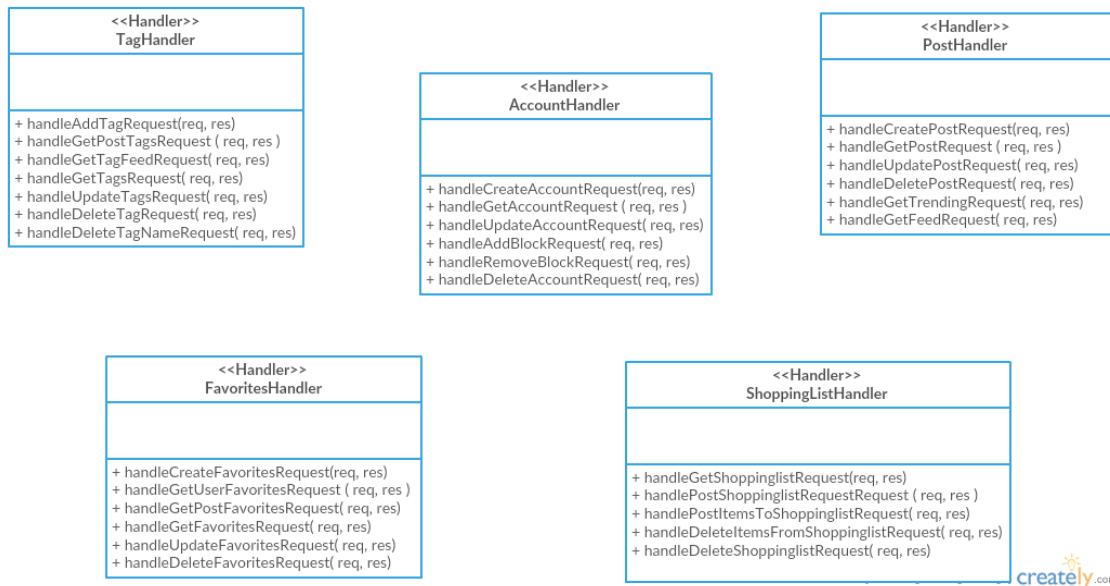 <<Handler>>
TagHandler
+ handleAddTagRequest(req, res)
+ handleGetPostTagsRequest ( req, res )
+ handleGetTagFeedRequest( req, res)
+ handleGetTagsRequest( req, res)
+ handleUpdateTagsRequest( req, res)
+ handleDeleteTagRequest( req, res)
+ handleDeleteTagNameRequest( req, res)
<<Handler>>
AccountHandler
+ handleCreateAccountRequest(req, res)
+ handleGetAccountRequest ( req, res )
+ handleUpdateAccountRequest( req, res)
+ handleAddBlockRequest( req, res)
+ handleRemoveBlockRequest( req, res)
+ handleDeleteAccountRequest( req, res)
<<Handler>>
PostHandler
+ handleCreatePostRequest(req, res)
+ handleGetPostRequest ( req, res )
+ handleUpdatePostRequest( req, res)
+ handleDeletePostRequest( req, res)
+ handleGetTrendingRequest( req, res)
+ handleGetFeedRequest( req, res)
<<Handler>>
FavoritesHandler
+ handleCreateFavoritesRequest(req, res)
+ handleGetUserFavoritesRequest ( req, res )
+ handleGetPostFavoritesRequest( req, res)
+ handleGetFavoritesRequest( req, res)
+ handleUpdateFavoritesRequest( req, res)
+ handleDeleteFavoritesRequest( req, res)
<<Handler>>
ShoppingListHandler
+ handleGetShoppinglistRequest(req, res)
+ handlePostShoppinglistRequestRequest ( req, res )
+ handlePostItemsToShoppinglistRequest( req, res)
+ handleDeleteItemsFromShoppinglistRequest( req, res)
+ handleDeleteShoppinglistRequest( req, res)
creately